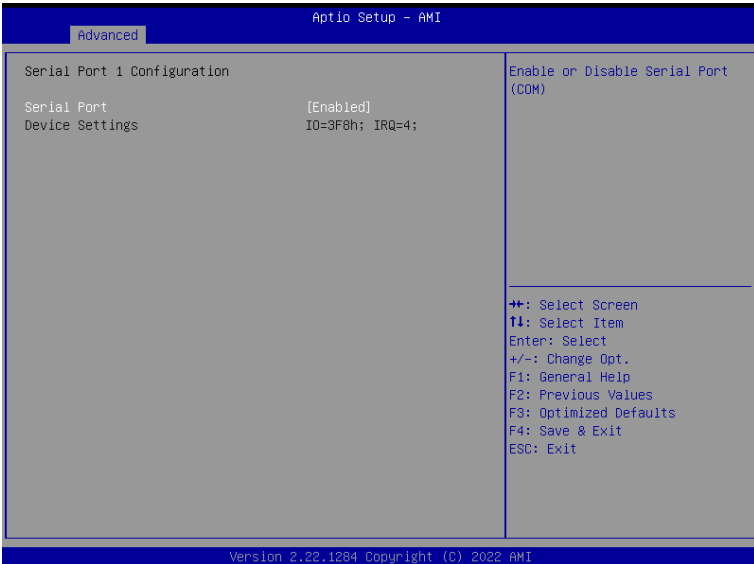 Aptio Setup – AMI
Advanced
Serial Port 1 Configuration
Serial Port [Enabled]
Device Settings IO=3F8h; IRQ=4;
Enable or Disable Serial Port
(COM)
→←: Select Screen
↑↓: Select Item
Enter: Select
+/-: Change Opt.
F1: General Help
F2: Previous Values
F3: Optimized Defaults
F4: Save & Exit
ESC: Exit
Version 2.22.1284 Copyright (C) 2022 AMI